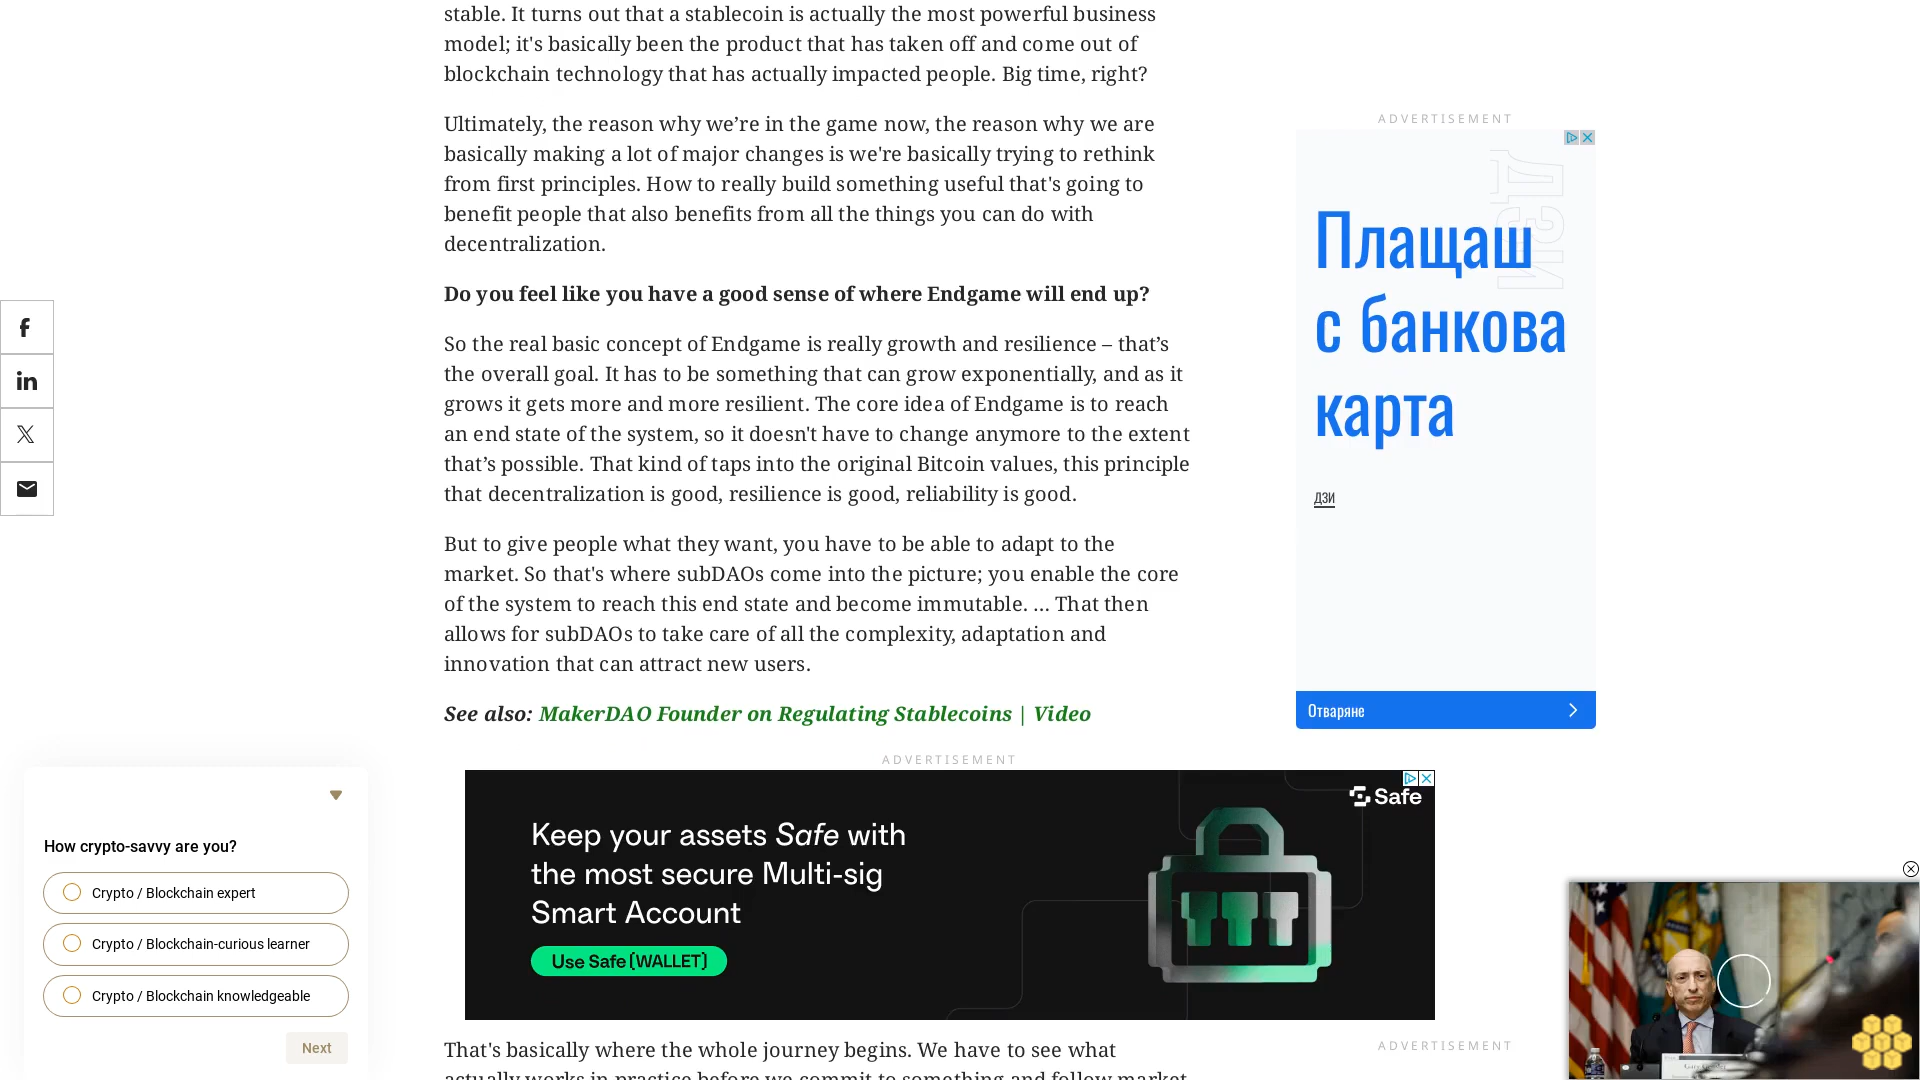 stable. It turns out that a stablecoin is actually the most powerful business
model; it's basically been the product that has taken off and come out of
blockchain technology that has actually impacted people. Big time, right?
Ultimately, the reason why we’re in the game now, the reason why we are
basically making a lot of major changes is we're basically trying to rethink
from first principles. How to really build something useful that's going to
benefit people that also benefits from all the things you can do with
decentralization.
Do you feel like you have a good sense of where Endgame will end up?
So the real basic concept of Endgame is really growth and resilience – that’s
the overall goal. It has to be something that can grow exponentially, and as it
grows it gets more and more resilient. The core idea of Endgame is to reach
an end state of the system, so it doesn't have to change anymore to the extent
that’s possible. That kind of taps into the original Bitcoin values, this principle
that decentralization is good, resilience is good, reliability is good.
But to give people what they want, you have to be able to adapt to the
market. So that's where subDAOs come into the picture; you enable the core
of the system to reach this end state and become immutable. … That then
allows for subDAOs to take care of all the complexity, adaptation and
innovation that can attract new users.
See also: MakerDAO Founder on Regulating Stablecoins | Video
ADVERTISEMENT
Keep your assets Safe with
the most secure Multi-sig
Smart Account
Use Safe{WALLET}
Safe
That's basically where the whole journey begins. We have to see what
actually works in practice before we commit to something and follow market
ADVERTISEMENT
ДЗИ
Плащаш
с банкова
карта
дзи
Отваряне
ADVERTISEMENT
How crypto-savvy are you?
Crypto / Blockchain expert
Crypto / Blockchain-curious learner
Crypto / Blockchain knowledgeable
Next